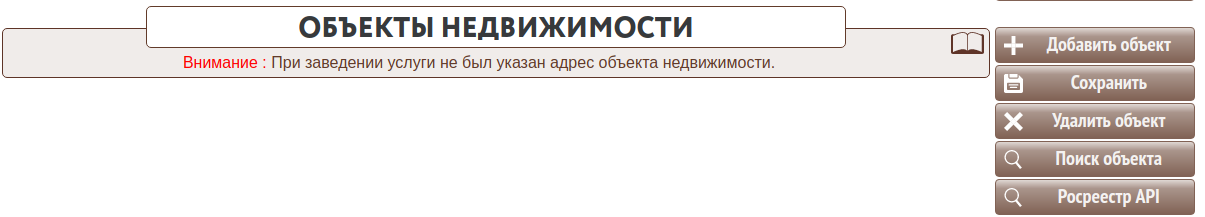 ОБЪЕКТЫ НЕДВИЖИМОСТИ
Внимание : При заведении услуги не был указан адрес объекта недвижимости.
Добавить объект
Сохранить
Удалить объект
Поиск объекта
Росреестр API